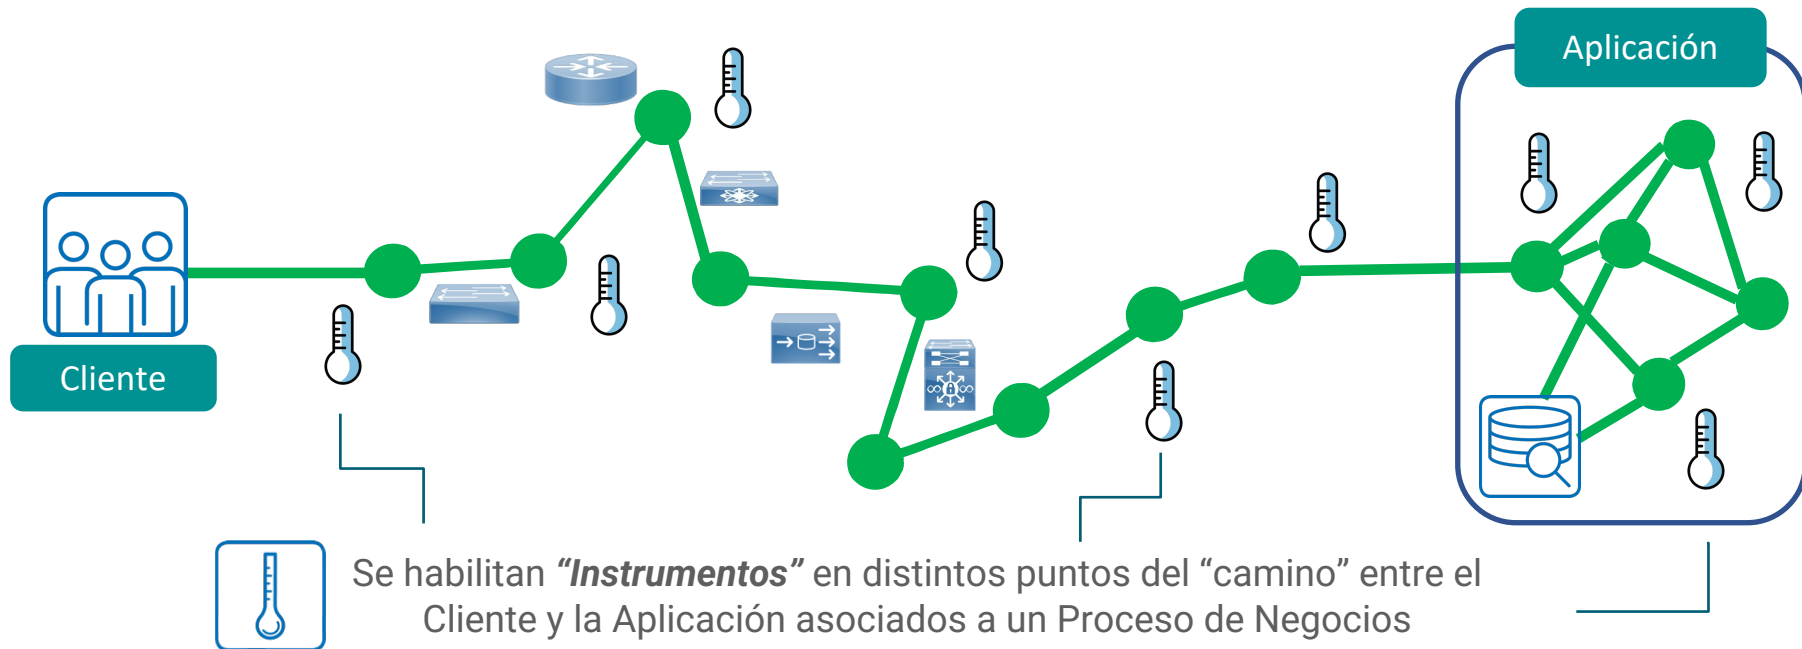 Aplicación
Cliente
Se habilitan “Instrumentos” en distintos puntos del “camino” entre el
Cliente y la Aplicación asociados a un Proceso de Negocios